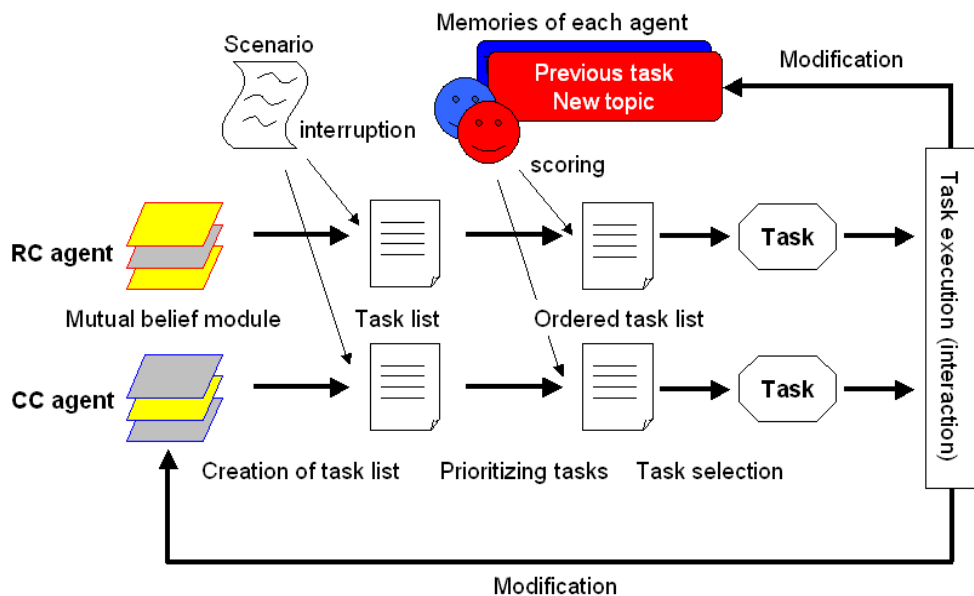 Memories of each agent
Scenario
Previous task
New topic
Modification
interruption
scoring
RC agent
Task
Mutual belief module
Task list
Ordered task list
CC agent
Task
Creation of task list
Prioritizing tasks
Task selection
Task execution (interaction)
Modification